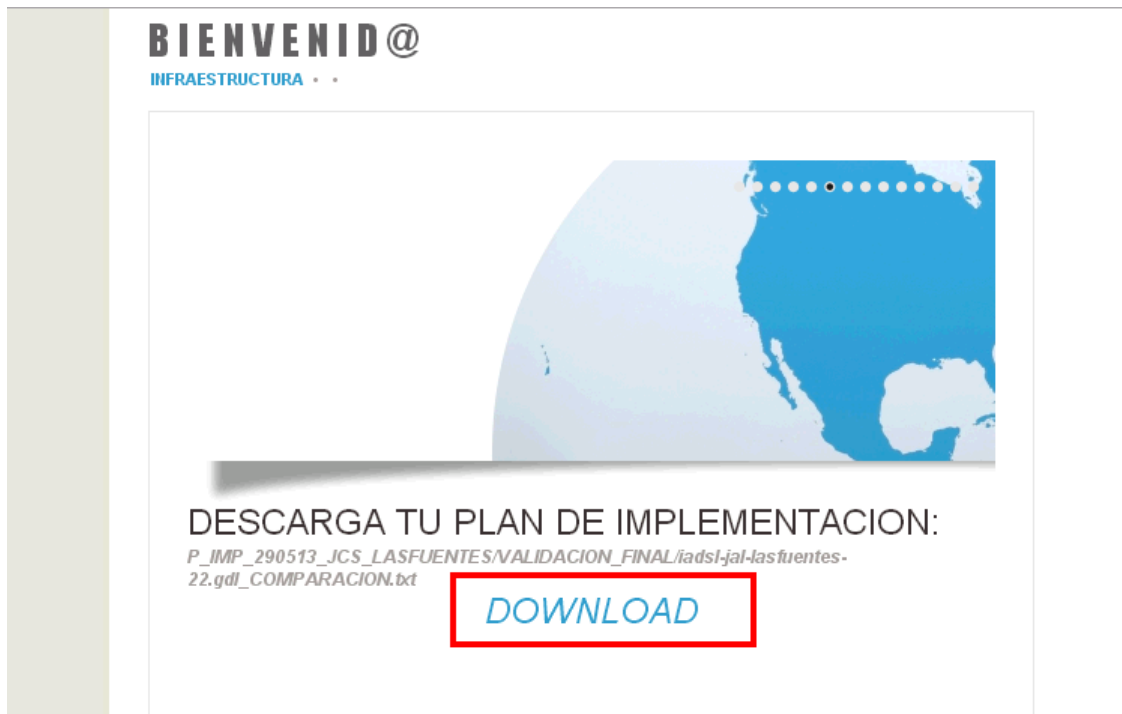 BIENVENID@
INFRAESTRUCTURA
DESCARGA TU PLAN DE IMPLEMENTACION:
P_IMP_290513_JCS_LASFUENTES/VALIDACION_FINAL/iadsl-jal-lasfuentes-
22.gdl_COMPARACION.txt
DOWNLOAD